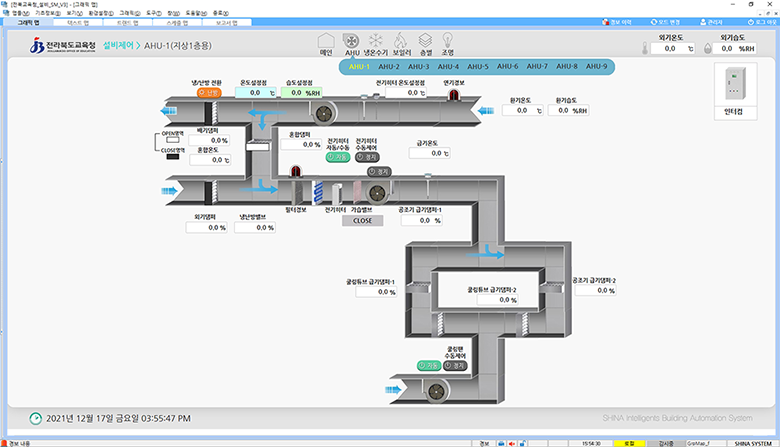 [전북교육청_설비_SM_V3] - [그래픽 맵]
맵종류(M) 기초정보(B) 보기(V) 환경설정(E) 그래픽(G) 도구(T) 창(W) 도움말(H) 종료(X)
그래픽 맵 텍스트 맵 트랜드 맵 스케줄 맵 보고서 맵
경보 이력 모드 변경 관리자 로그 아웃
전라북도교육청 설비제어 > AHU-1(지상1층용)
메인 AHU 냉온수기 보일러 층별 조명
외기온도 외기습도
0,0 ℃ 0,0 %RH
AHU-1 AHU-2 AHU-3 AHU-4 AHU-5 AHU-6 AHU-7 AHU-8 AHU-9
냉/난방 전환 온도설정점 습도설정점 전기히터 온도설정점 연기경보
난방 0,0 ℃ 0,0 %RH 0,0 ℃
인터컴
환기온도 환기습도
0,0 ℃ 0,0 %RH
OPEN영역
CLOSE영역
배기댐퍼
0,0 %
혼합온도
0,0 ℃
혼합댐퍼
0,0 %
전기히터 자동/수동
자동
전기히터 수동제어
정지
급기온도
0,0 ℃
정지
필터경보 전기히터 가습밸브 공조기 급기댐퍼-1
CLOSE 0,0 %
외기댐퍼 냉난방밸브
0,0 % 0,0 %
쿨링튜브 급기댐퍼-1
0,0 %
쿨링튜브 급기댐퍼-2
0,0 %
공조기 급기댐퍼-2
0,0 %
쿨링팬 수동제어
자동 정지
2021년 12월 17일 금요일 03:55:47 PM
SHINA Intelligents Building Automation System
경보 내용 경보 15:54:30 로컬 감시중 GraMap_1 SHINA SYSTEM